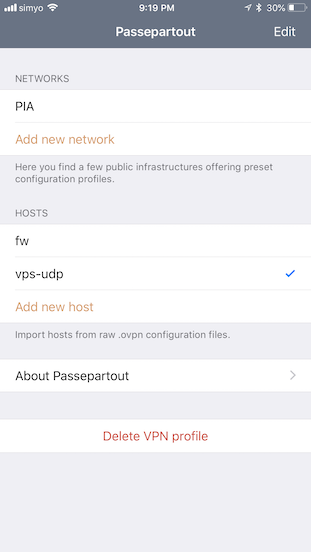 simyo 9:19 PM 30%
Passepartout Edit
NETWORKS
PIA
Add new network
Here you find a few public infrastructures offering preset
configuration profiles.
HOSTS
fw
vps-udp
Add new host
Import hosts from raw .ovpn configuration files.
About Passepartout
Delete VPN profile